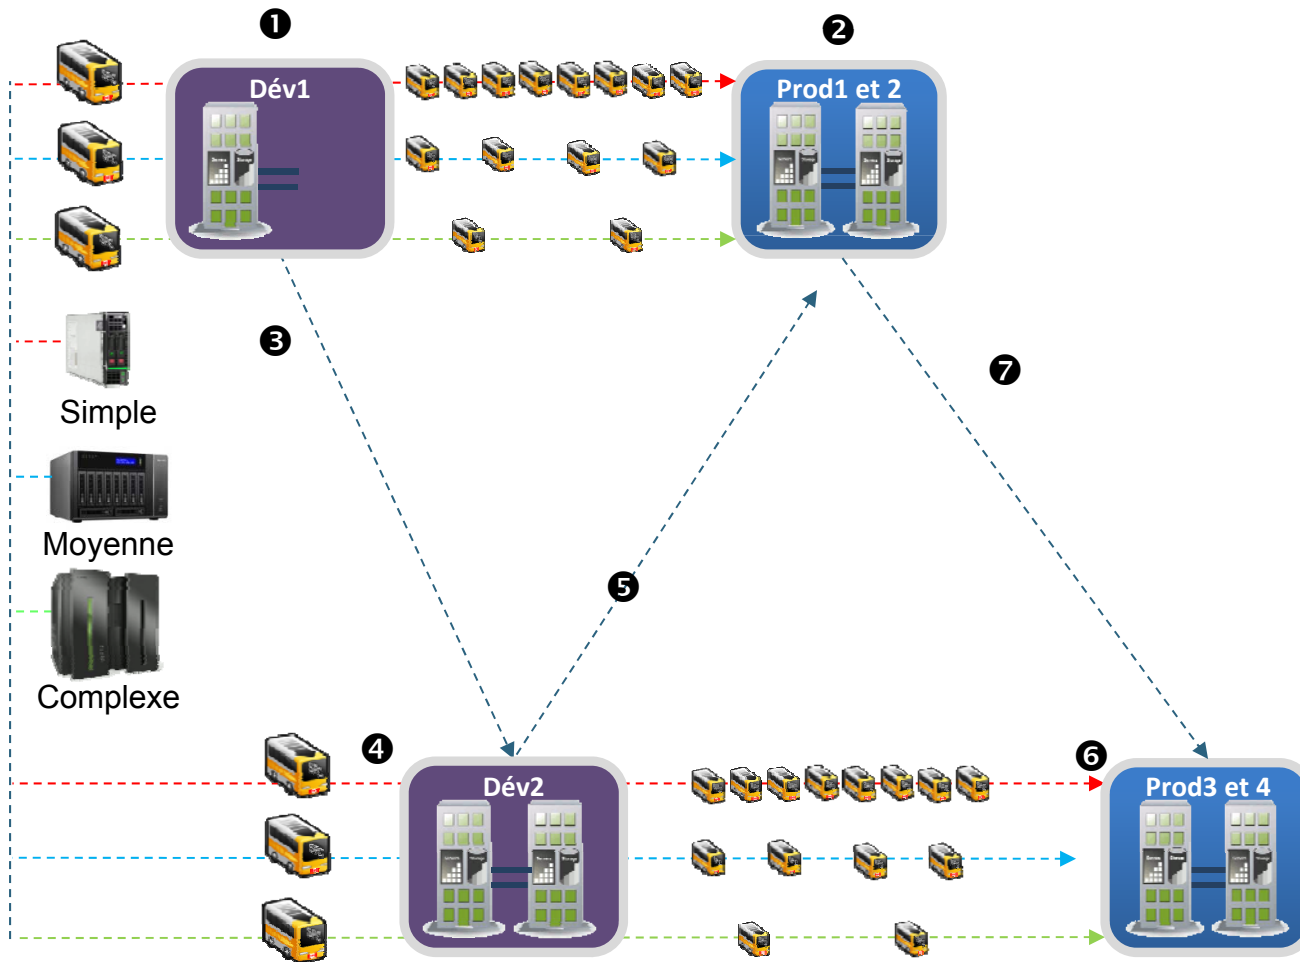 ❶
❷
Dév1
Prod1 et 2
❸
❼
Simple
Moyenne
❺
Complexe
❹
❻
Dév2
Prod3 et 4